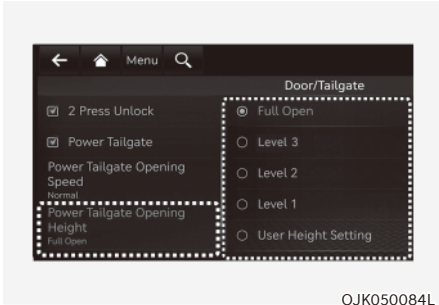 Menu
Door/Tailgate
2 Press Unlock
Power Tailgate
Power Tailgate Opening
Speed
Normal
Power Tailgate Opening
Height
Full Open
Full Open
Level 3
Level 2
Level 1
User Height Setting
OJK050084L